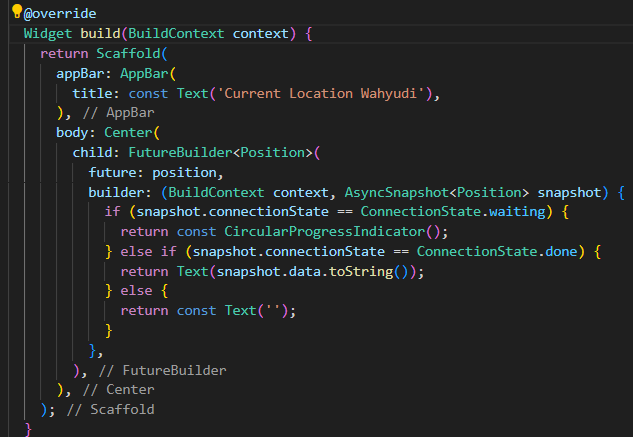 @override
Widget build(BuildContext context) {
return Scaffold(
appBar: AppBar(
title: const Text('Current Location Wahyudi'),
), // AppBar
body: Center(
child: FutureBuilder<Position>(
future: position,
builder: (BuildContext context, AsyncSnapshot<Position> snapshot) {
if (snapshot.connectionState == ConnectionState.waiting) {
return const CircularProgressIndicator();
} else if (snapshot.connectionState == ConnectionState.done) {
return Text(snapshot.data.toString());
} else {
return const Text('');
}
},
), // FutureBuilder
), // Center
); // Scaffold
}